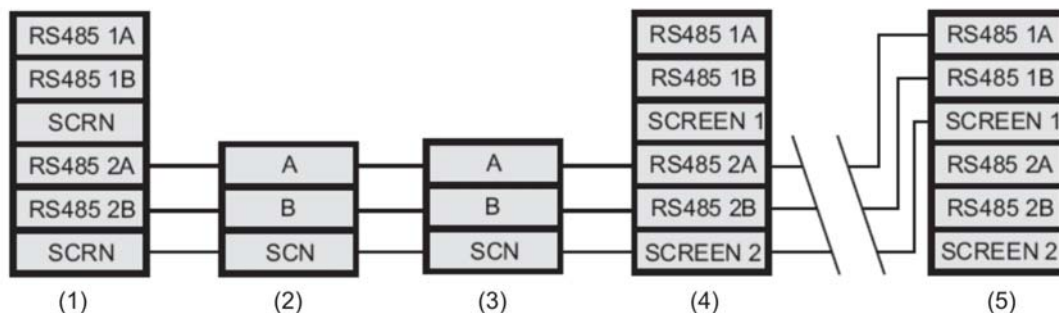 RS485 1A
RS485 1B
SCRN
RS485 2A
RS485 2B
SCRN
(1)
A
B
SCN
(2)
A
B
SCN
(3)
RS485 1A
RS485 1B
SCREEN 1
RS485 2A
RS485 2B
SCREEN 2
(4)
RS485 1A
RS485 1B
SCREEN 1
RS485 2A
RS485 2B
SCREEN 2
(5)